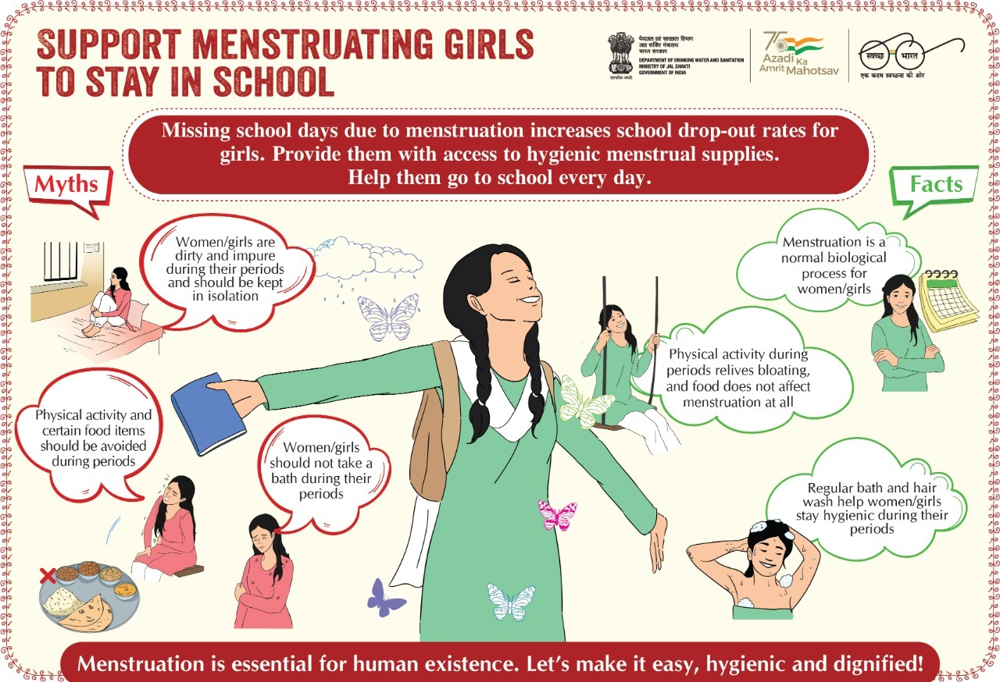 SUPPORT MENSTRUATING GIRLS
TO STAY IN SCHOOL
पेयजल एवं स्वच्छता विभाग
जल शक्ति मंत्रालय
भारत सरकार
DEPARTMENT OF DRINKING WATER AND SANITATION
MINISTRY OF JAL SHAKTI
GOVERNMENT OF INDIA
सत्यमेव जयते
75
Azadi Ka
Amrit Mahotsav
स्वच्छ भारत
एक कदम स्वच्छता की ओर
Missing school days due to menstruation increases school drop-out rates for
girls. Provide them with access to hygienic menstrual supplies.
Help them go to school every day.
Myths
Women/girls are
dirty and impure
during their periods
and should be kept
in isolation
Physical activity and
certain food items
should be avoided
during periods
Women/girls
should not take a
bath during their
periods
Facts
Menstruation is a
normal biological
process for
women/girls
Physical activity during
periods relives bloating,
and food does not affect
menstruation at all
Regular bath and hair
wash help women/girls
stay hygienic during their
periods
Menstruation is essential for human existence. Let's make it easy, hygienic and dignified!